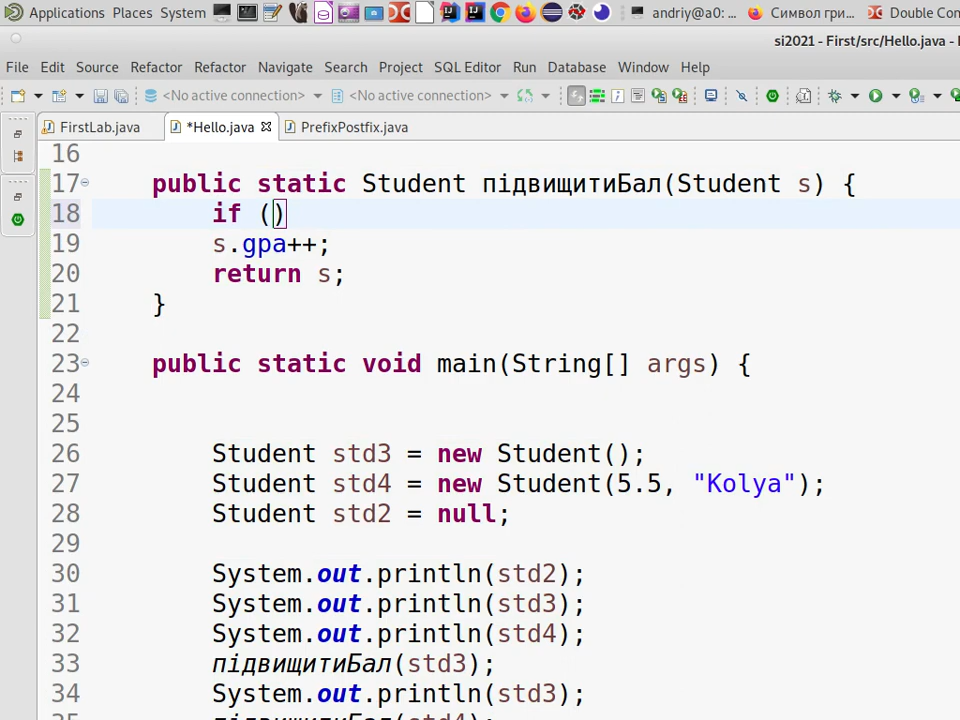 Applications Places System andriy@a0: ... Символ гри... Double Con
si2021 - First/src/Hello.java -
File Edit Source Refactor Refactor Navigate Search Project SQL Editor Run Database Window Help
<No active connection> <No active connection>
FirstLab.java *Hello.java PrefixPostfix.java
16
17 public static Student підвищитиБал(Student s) {
18 if ()
19 s.gpa++;
20 return s;
21 }
22
23 public static void main(String[] args) {
24
25
26 Student std3 = new Student();
27 Student std4 = new Student(5.5, "Kolya");
28 Student std2 = null;
29
30 System.out.println(std2);
31 System.out.println(std3);
32 System.out.println(std4);
33 підвищитиБал(std3);
34 System.out.println(std3);
35 підвищитиБал(std4);